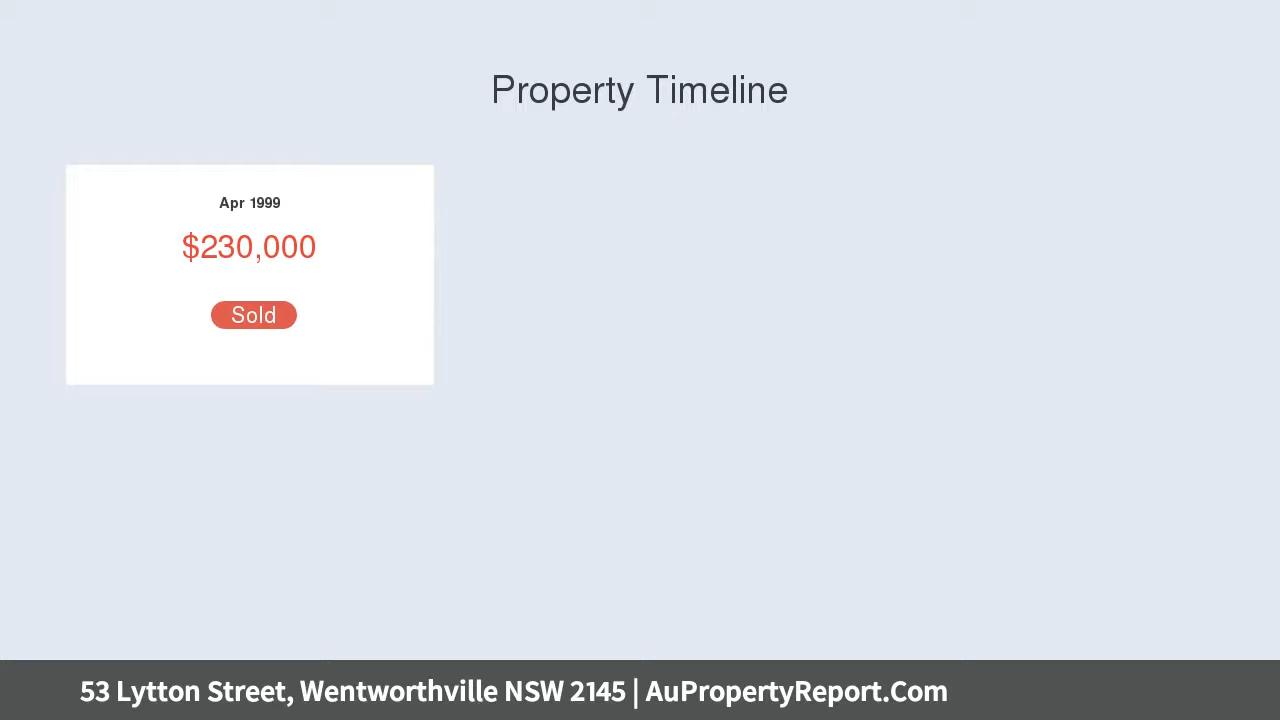 Property Timeline
Apr 1999
$230,000
Sold
53 Lytton Street, Wentworthville NSW 2145 | AuPropertyReport.Com